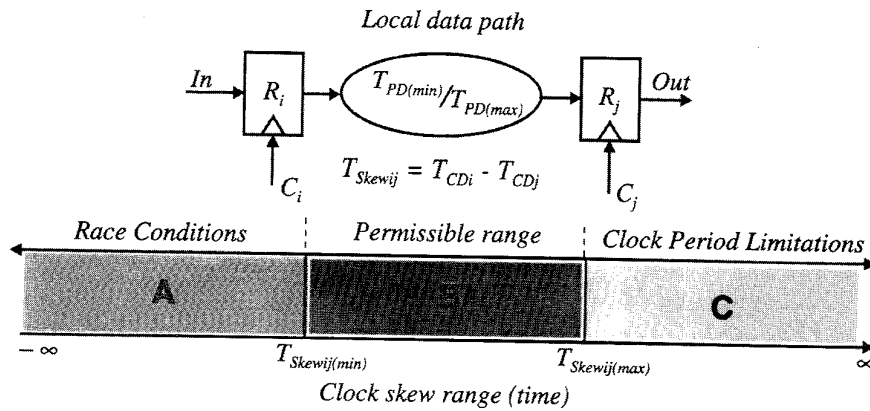 Local data path
In
R_i
T_PD(min)/T_PD(max)
R_j
Out
T_Skewij = T_CDi - T_CDj
C_i
C_j
Race Conditions
Permissible range
Clock Period Limitations
A
C
- ∞
T_Skewij(min)
T_Skewij(max)
∞
Clock skew range (time)